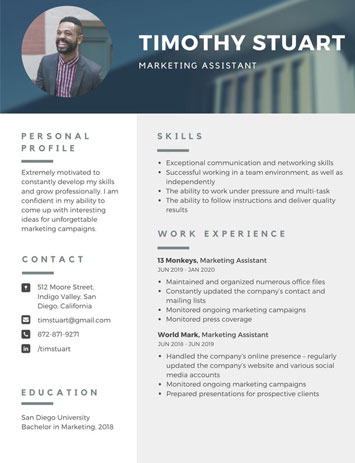 TIMOTHY STUART
MARKETING ASSISTANT
PERSONAL
PROFILE
Extremely motivated to
constantly develop my skills
and grow professionally. I am
confident in my ability to
come up with interesting
ideas for unforgettable
marketing campaigns.
CONTACT
512 Moore Street,
Indigo Valley, San
Diego, California
timstuart@gmail.com
872-871-9271
in /timstuart
EDUCATION
San Diego University
Bachelor in Marketing, 2018
SKILLS
• Exceptional communication and networking skills
• Successful working in a team environment, as well as
independently
• The ability to work under pressure and multi-task
• The ability to follow instructions and deliver quality
results
WORK EXPERIENCE
13 Monkeys, Marketing Assistant
JUN 2019 - JAN 2020
• Maintained and organized numerous office files
• Constantly updated the company's contact and
mailing lists
• Monitored ongoing marketing campaigns
• Monitored press coverage
World Mark, Marketing Assistant
JUN 2018 - JUN 2019
• Handled the company's online presence – regularly
updated the company's website and various social
media accounts
• Monitored ongoing marketing campaigns
• Prepared presentations for prospective clients